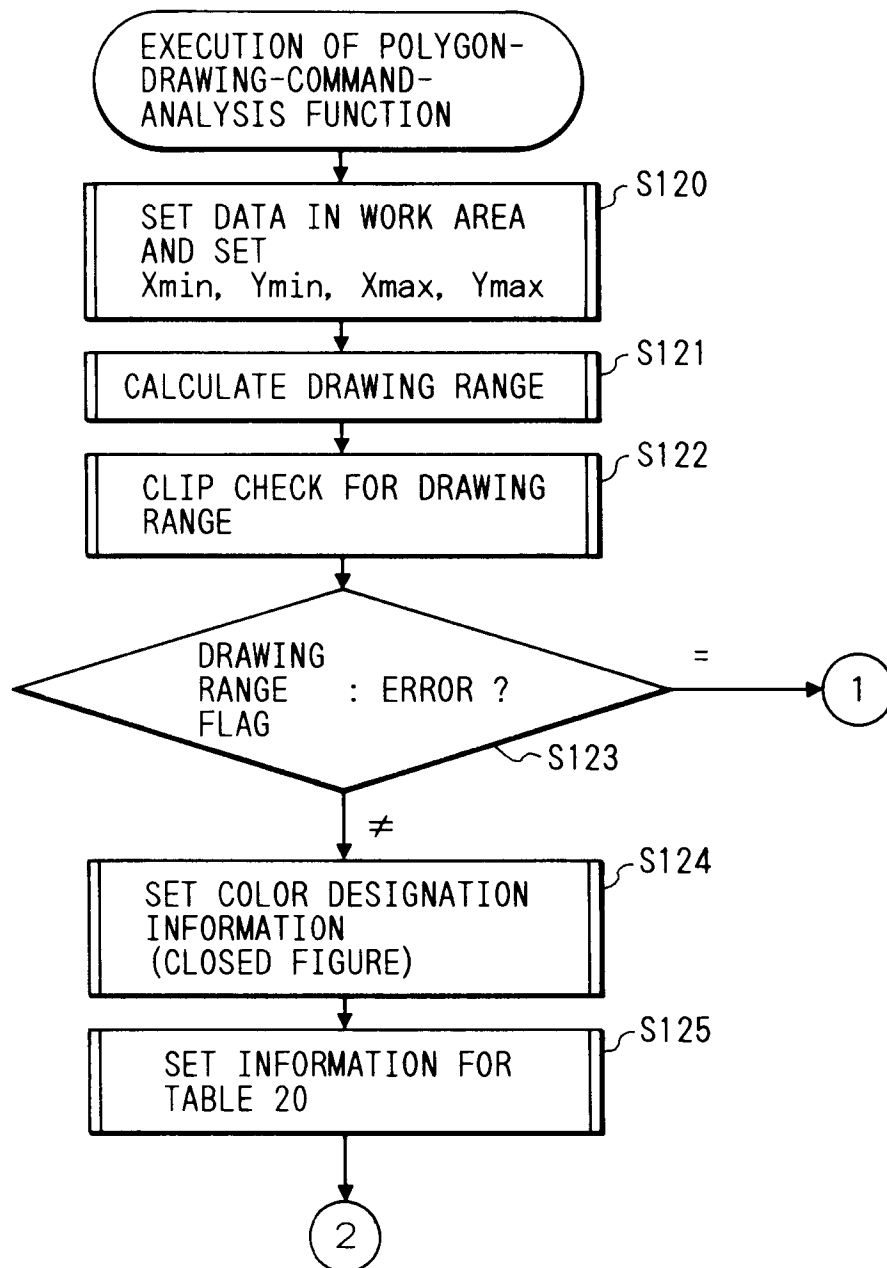 EXECUTION OF POLYGON-
DRAWING-COMMAND-
ANALYSIS FUNCTION
S120
SET DATA IN WORK AREA
AND SET
Xmin, Ymin, Xmax, Ymax
S121
CALCULATE DRAWING RANGE
S122
CLIP CHECK FOR DRAWING
RANGE
DRAWING
RANGE : ERROR ?
FLAG
=
1
S123
≠
S124
SET COLOR DESIGNATION
INFORMATION
(CLOSED FIGURE)
S125
SET INFORMATION FOR
TABLE 20
2